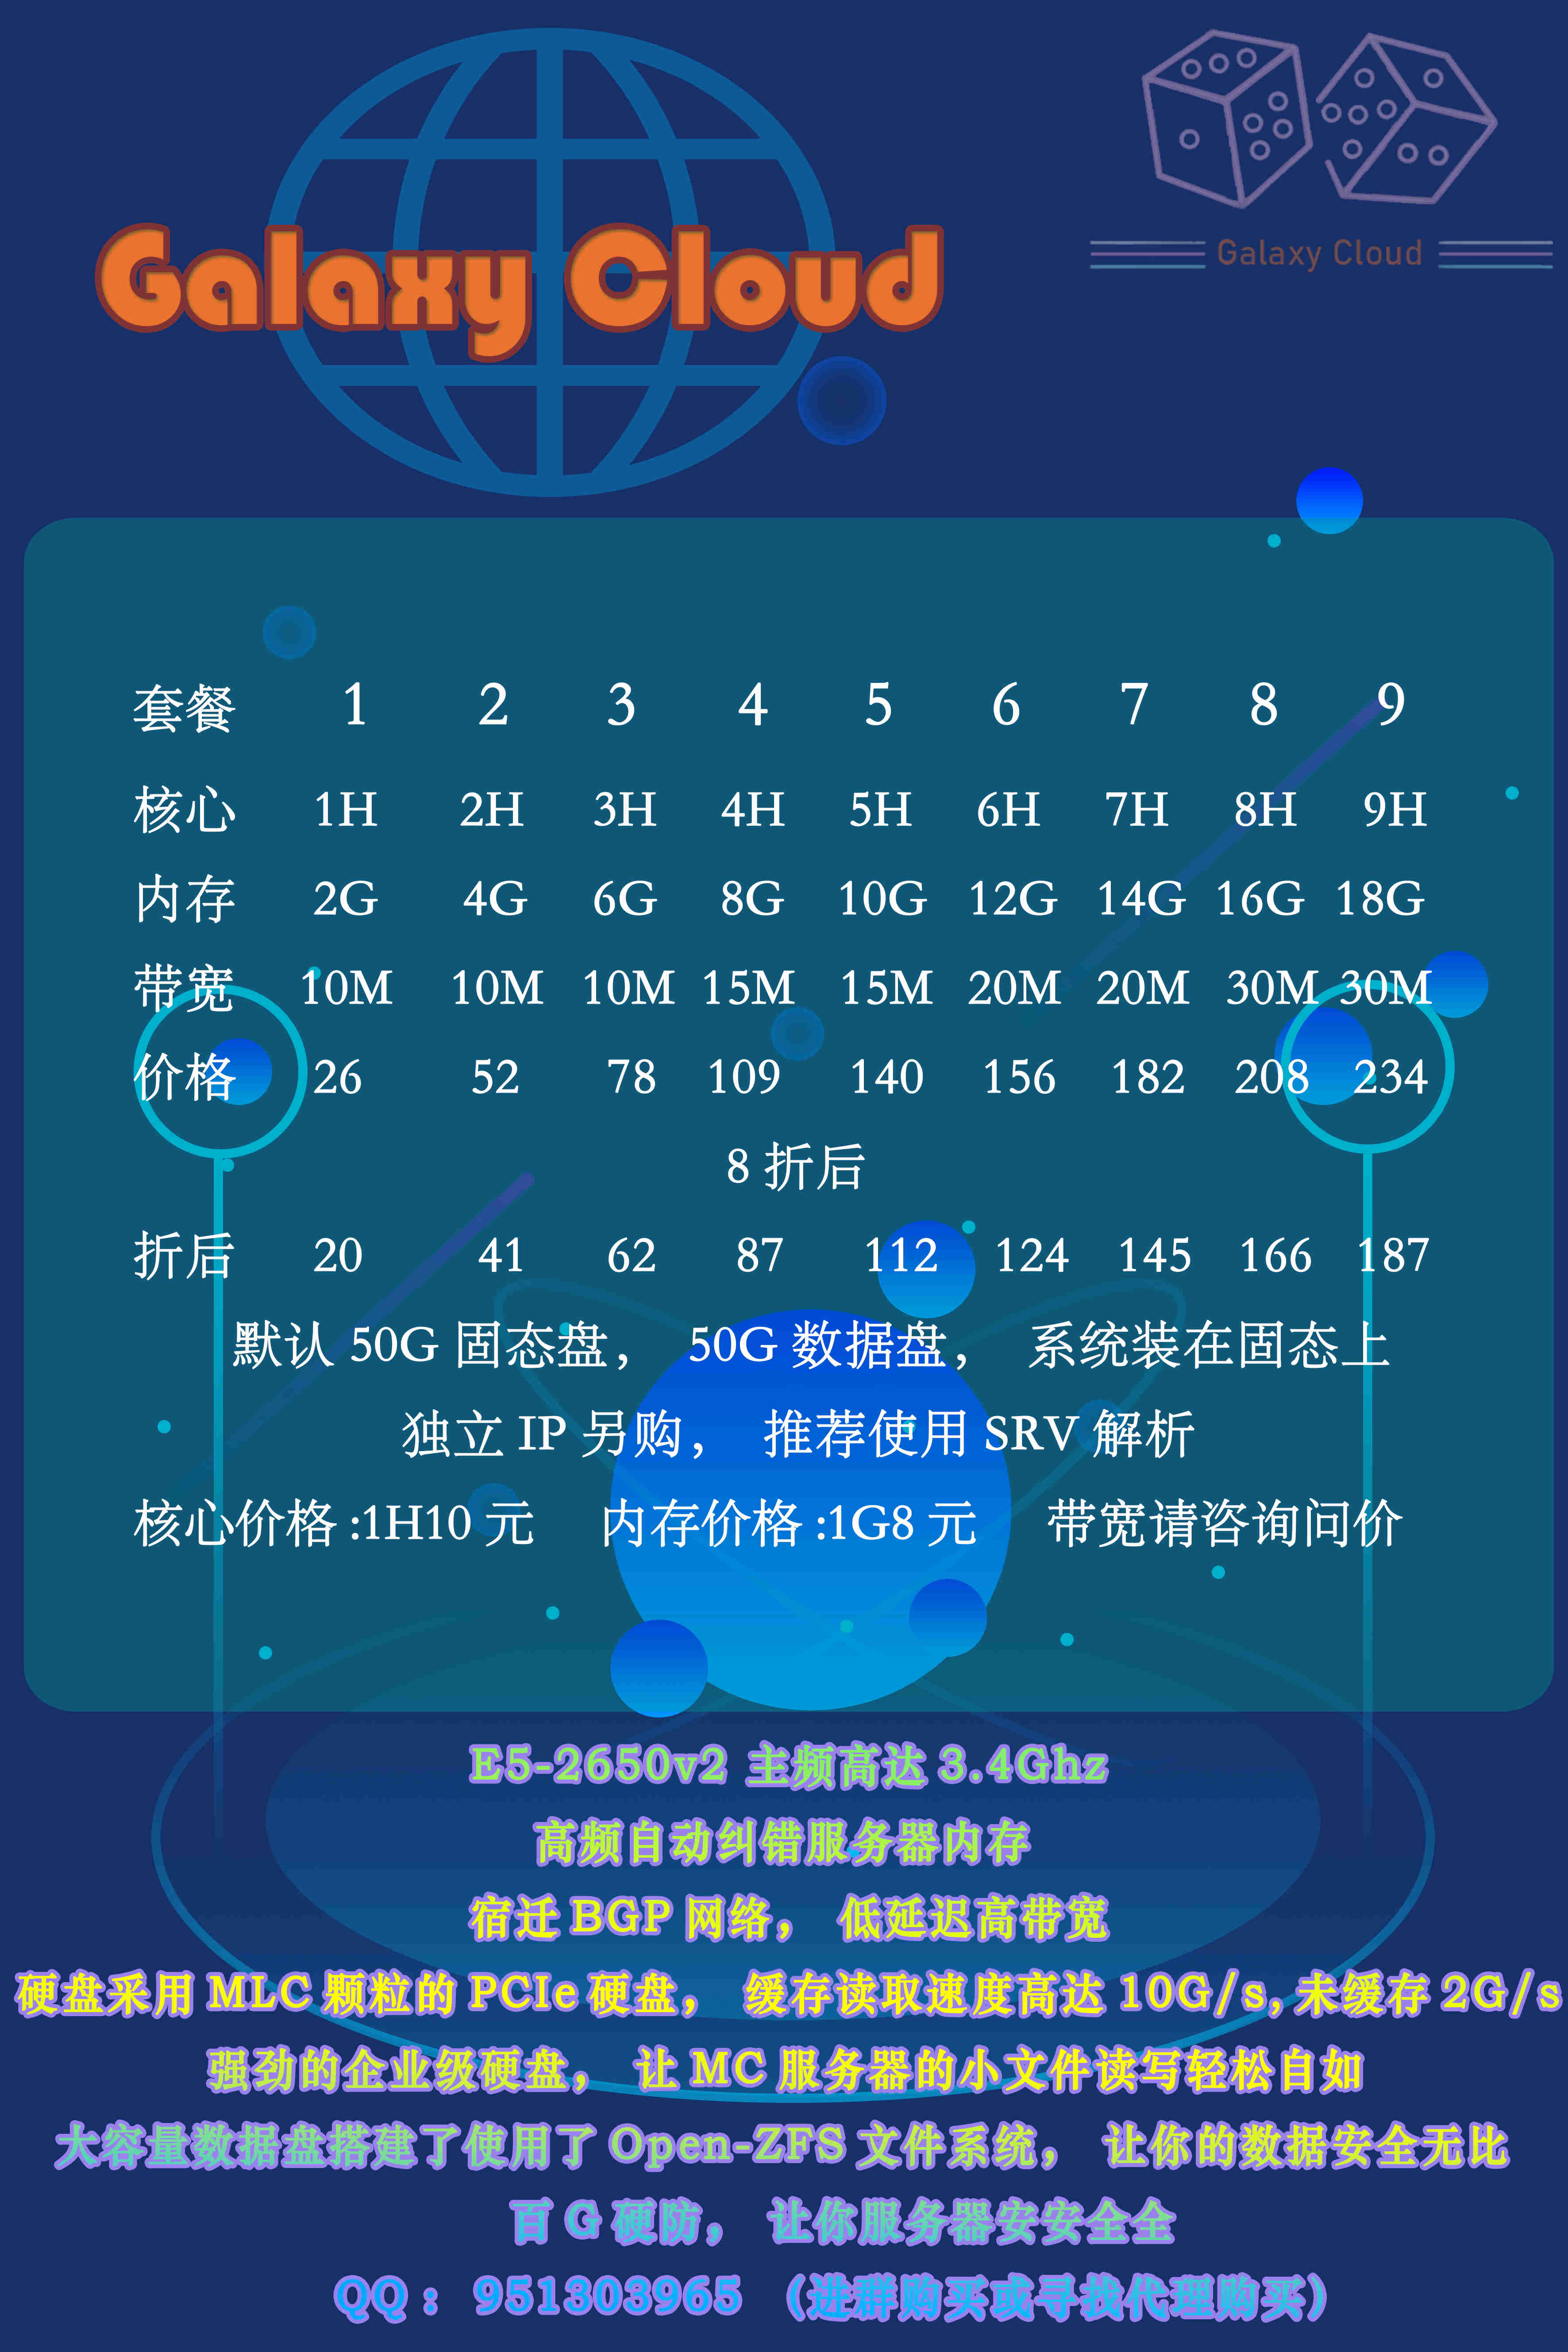 Galaxy Cloud
Galaxy Cloud
套餐 1 2 3 4 5 6 7 8 9
核心 1H 2H 3H 4H 5H 6H 7H 8H 9H
内存 2G 4G 6G 8G 10G 12G 14G 16G 18G
带宽 10M 10M 10M 15M 15M 20M 20M 30M 30M
价格 26 52 78 109 140 156 182 208 234
8 折后
折后 20 41 62 87 112 124 145 166 187
默认 50G 固态盘， 50G 数据盘， 系统装在固态上
独立 IP 另购， 推荐使用 SRV 解析
核心价格 :1H10 元 内存价格 :1G8 元 带宽请咨询问价
E5-2650v2 主频高达 3.4Ghz
高频自动纠错服务器内存
宿迁 BGP 网络， 低延迟高带宽
硬盘采用 MLC 颗粒的 PCIe 硬盘， 缓存读取速度高达 10G/s, 未缓存 2G/s
强劲的企业级硬盘， 让 MC 服务器的小文件读写轻松自如
大容量数据盘搭建了使用了 Open-ZFS 文件系统， 让你的数据安全无比
百 G 硬防， 让你服务器安安全全
QQ： 951303965 （进群购买或寻找代理购买）